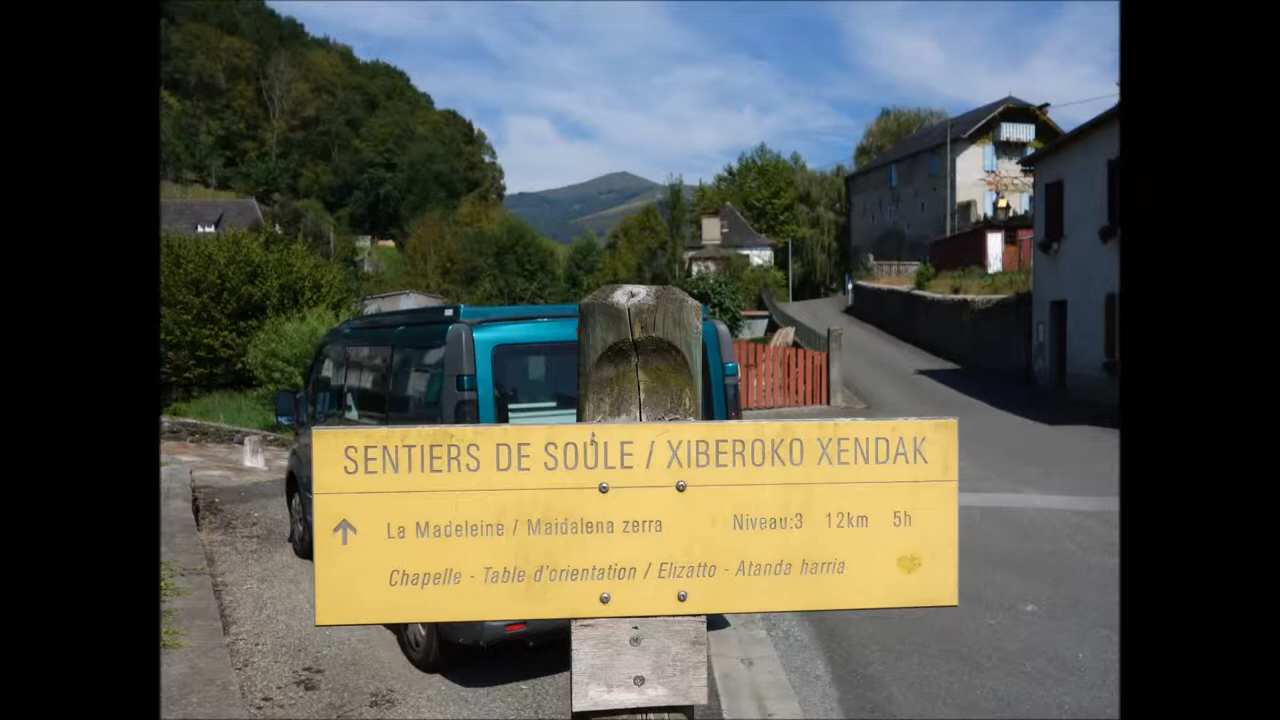 SENTIERS DE SOULE / XIBEROKO XENDAK
↑ La Madeleine / Maidalena zerra Niveau:3 12km 5h
Chapelle - Table d'orientation / Elizatto - Atanda harria